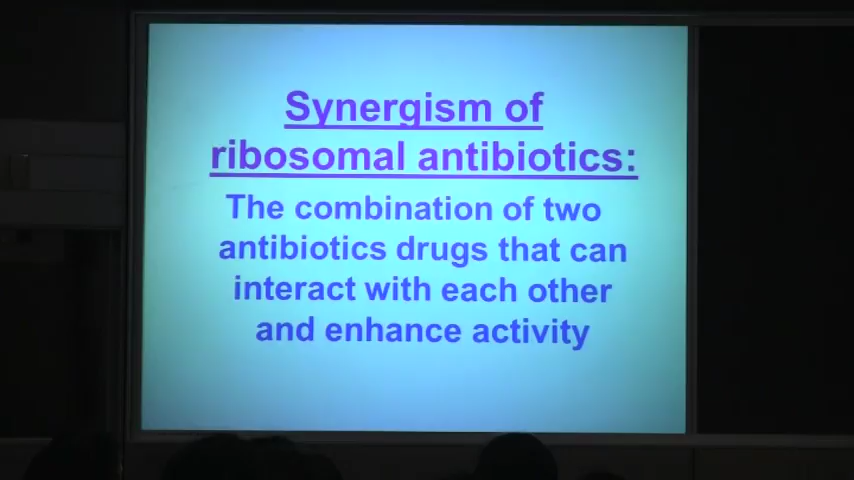 Synergism of
ribosomal antibiotics:
The combination of two
antibiotics drugs that can
interact with each other
and enhance activity